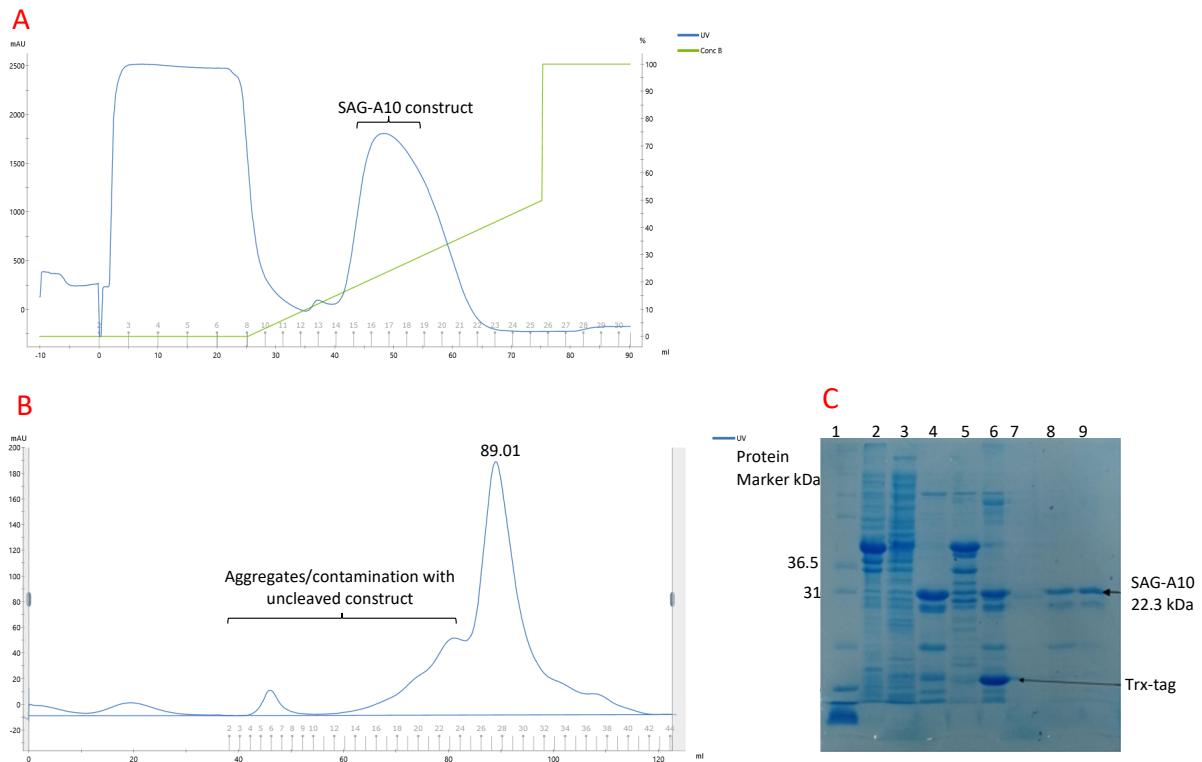 A
mAU
%
UV
Conc B
SAG-A10 construct
2500
2000
1500
1000
500
0
100
90
80
70
60
50
40
30
20
10
0
2 3 4 5 6 8 10 11 12 13 14 15 16 17 18 19 20 21 22 23 24 25 26 27 28 29 30
-10 0 10 20 30 40 50 60 70 80 90
ml
B
mAU
UV
89.01
200
180
160
140
120
100
80
60
40
20
0
-20
Aggregates/contamination with
uncleaved construct
2 3 4 5 6 7 8 9 10 12 14 16 18 20 22 24 26 28 30 32 34 36 38 40 42 44
0 20 40 60 80 100 120
ml
C
1 2 3 4 5 6 7 8 9
Protein
Marker kDa
36.5
31
SAG-A10
22.3 kDa
Trx-tag